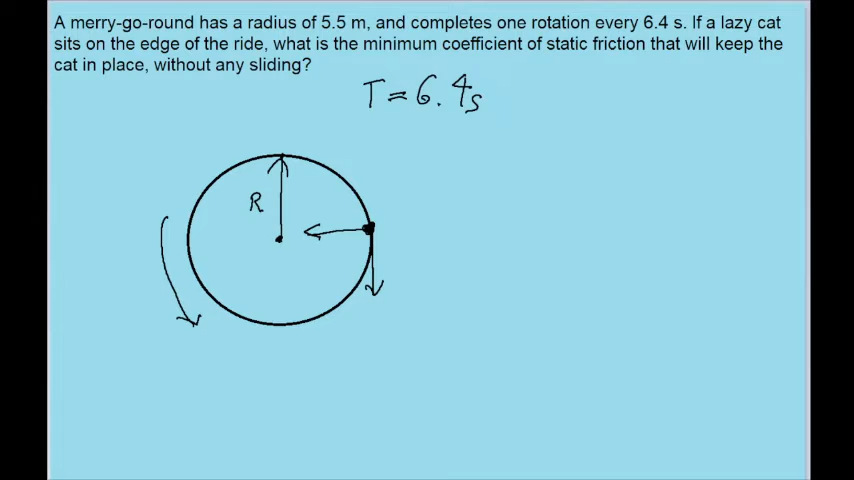 A merry-go-round has a radius of 5.5 m, and completes one rotation every 6.4 s. If a lazy cat
sits on the edge of the ride, what is the minimum coefficient of static friction that will keep the
cat in place, without any sliding?
T = 6.4s
R